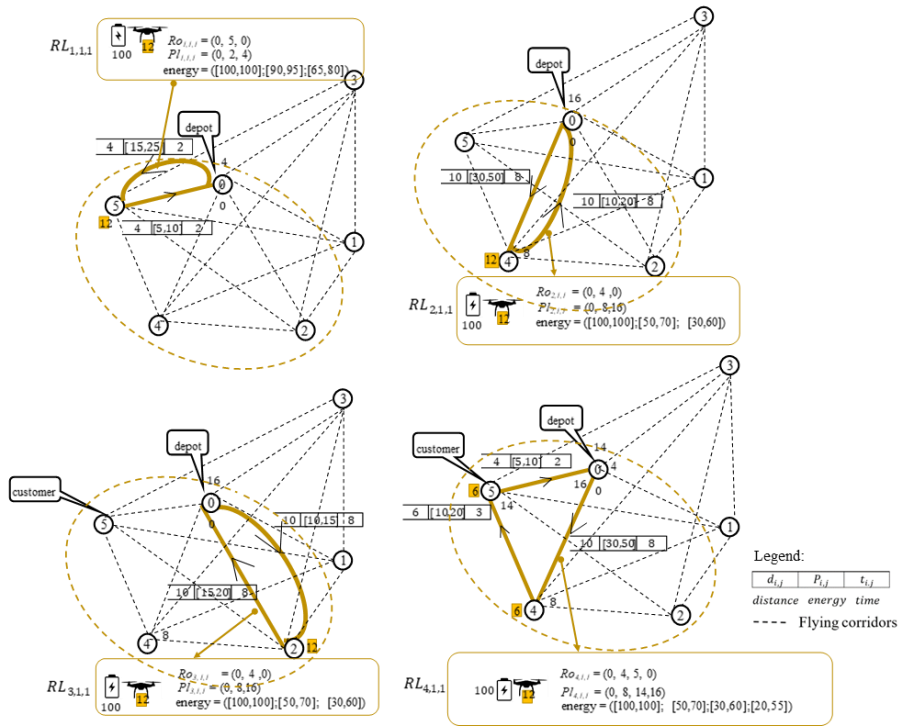 RL1,1,1
100
12
Ro1,1,1 = (0, 5, 0)
Pl1,1,1 = (0, 2, 4)
energy = ([100,100];[90,95];[65,80])
3
depot
4 [15,25] 2
4
0
0
5
12
4 [5,10] 2
1
4
2
3
depot
16
0
0
5
1
10 [30,50] 8
10 [10,20] 8
12
4
8
2
RL2,1,1
100
12
Ro2,1,1 = (0, 4 ,0)
Pl2,1,1 = (0, 8,16)
energy = ([100,100];[50,70]; [30,60])
3
depot
customer
16
0
0
5
10 [10,15] 8
1
10 [15,20] 8
4
8
2
12
RL3,1,1
100
12
Ro3,1,1 = (0, 4 ,0)
Pl3,1,1 = (0, 8,16)
energy = ([100,100];[50,70]; [30,60])
3
depot
customer
14
4 [5,10] 2
0
4
16
0
6
5
14
6 [10,20] 3
1
10 [30,50] 8
6
4
8
2
RL4,1,1
100
12
Ro4,1,1 = (0, 4, 5, 0)
Pl4,1,1 = (0, 8, 14,16)
energy = ([100,100]; [50,70];[30,60];[20,55])
Legend:
di,j Pi,j ti,j
distance energy time
Flying corridors